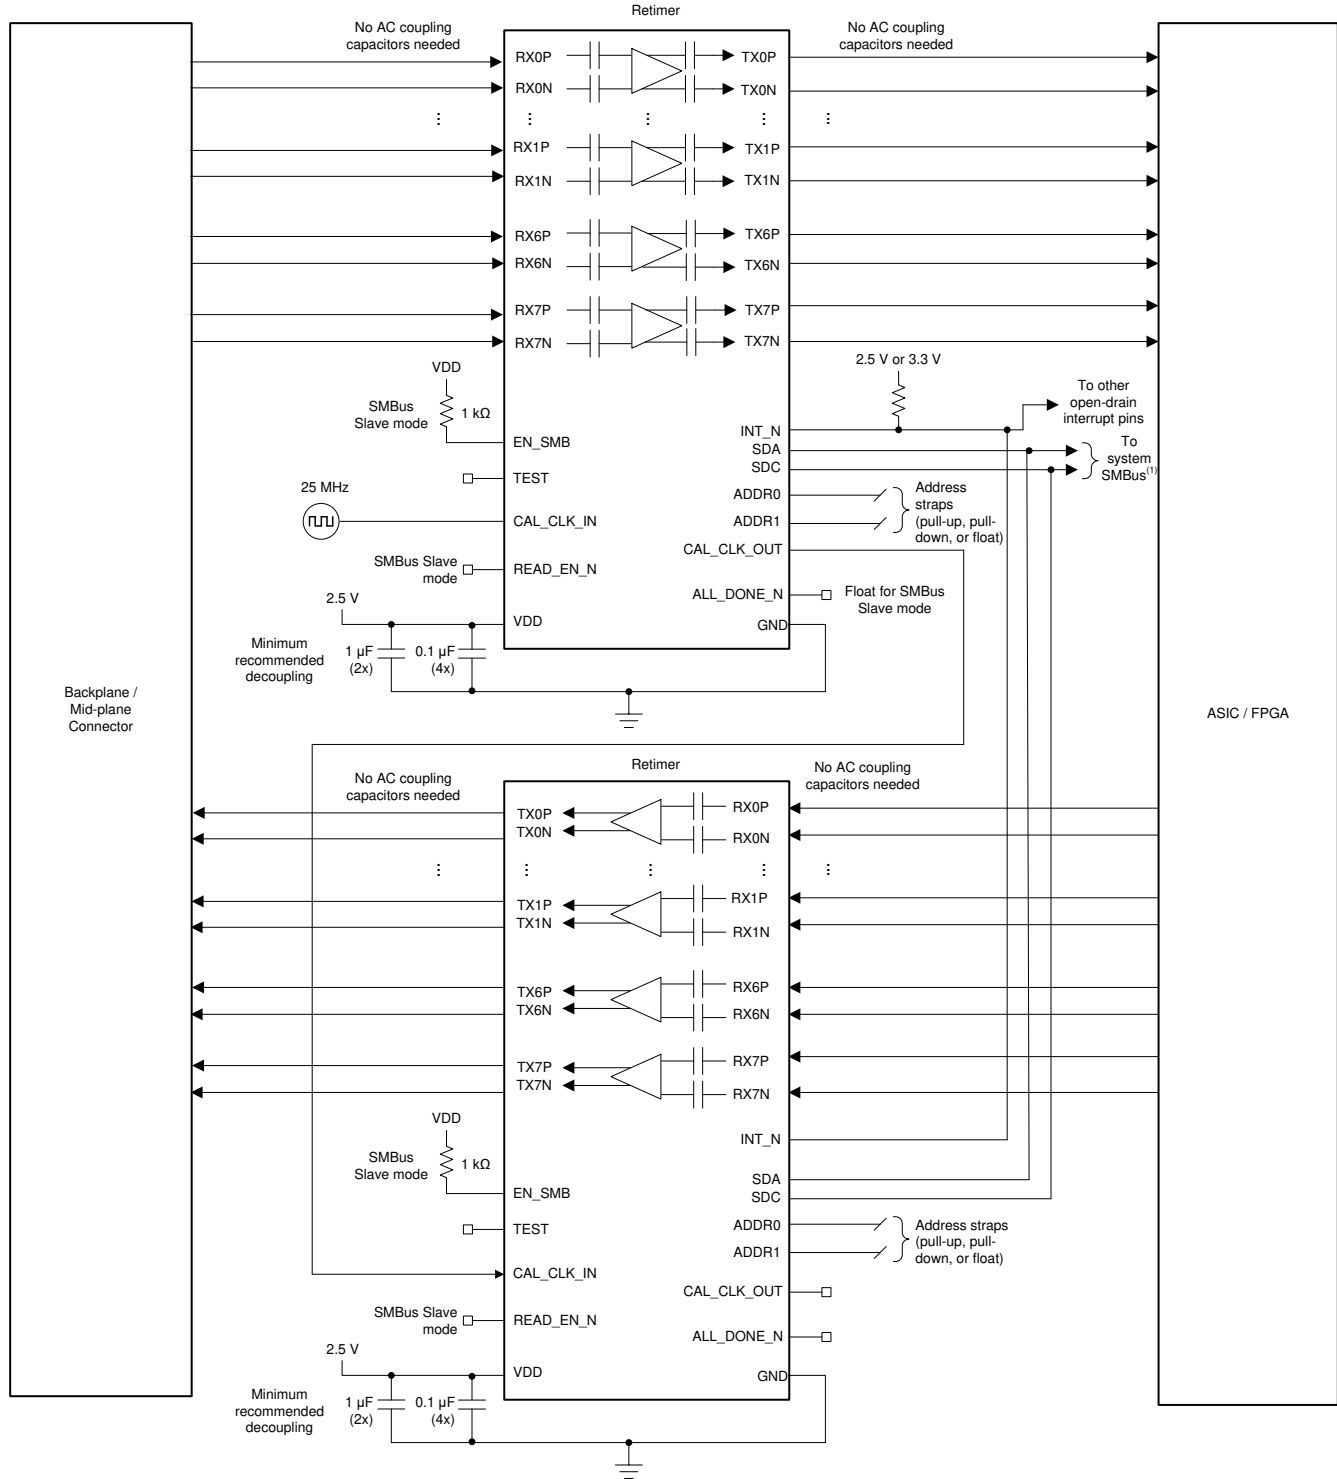 Retimer
No AC coupling
capacitors needed
No AC coupling
capacitors needed
RX0P
TX0P
RX0N
TX0N
...
...
...
...
...
RX1P
TX1P
RX1N
TX1N
RX6P
TX6P
RX6N
TX6N
RX7P
TX7P
RX7N
TX7N
VDD
SMBus
Slave mode
1 kΩ
EN_SMB
TEST
25 MHz
CAL_CLK_IN
SMBus Slave
mode
READ_EN_N
2.5 V
VDD
Minimum
recommended
decoupling
1 µF
(2x)
0.1 µF
(4x)
2.5 V or 3.3 V
To other
open-drain
interrupt pins
INT_N
SDA
SDC
To
system
SMBus(1)
ADDR0
ADDR1
Address
straps
(pull-up, pull-
down, or float)
CAL_CLK_OUT
ALL_DONE_N
Float for SMBus
Slave mode
GND
Backplane /
Mid-plane
Connector
ASIC / FPGA
Retimer
No AC coupling
capacitors needed
No AC coupling
capacitors needed
TX0P
RX0P
TX0N
RX0N
...
...
...
...
...
TX1P
RX1P
TX1N
RX1N
TX6P
RX6P
TX6N
RX6N
TX7P
RX7P
TX7N
RX7N
VDD
SMBus
Slave mode
1 kΩ
EN_SMB
TEST
CAL_CLK_IN
SMBus Slave
mode
READ_EN_N
2.5 V
VDD
Minimum
recommended
decoupling
1 µF
(2x)
0.1 µF
(4x)
INT_N
SDA
SDC
ADDR0
ADDR1
Address straps
(pull-up, pull-
down, or float)
CAL_CLK_OUT
ALL_DONE_N
GND